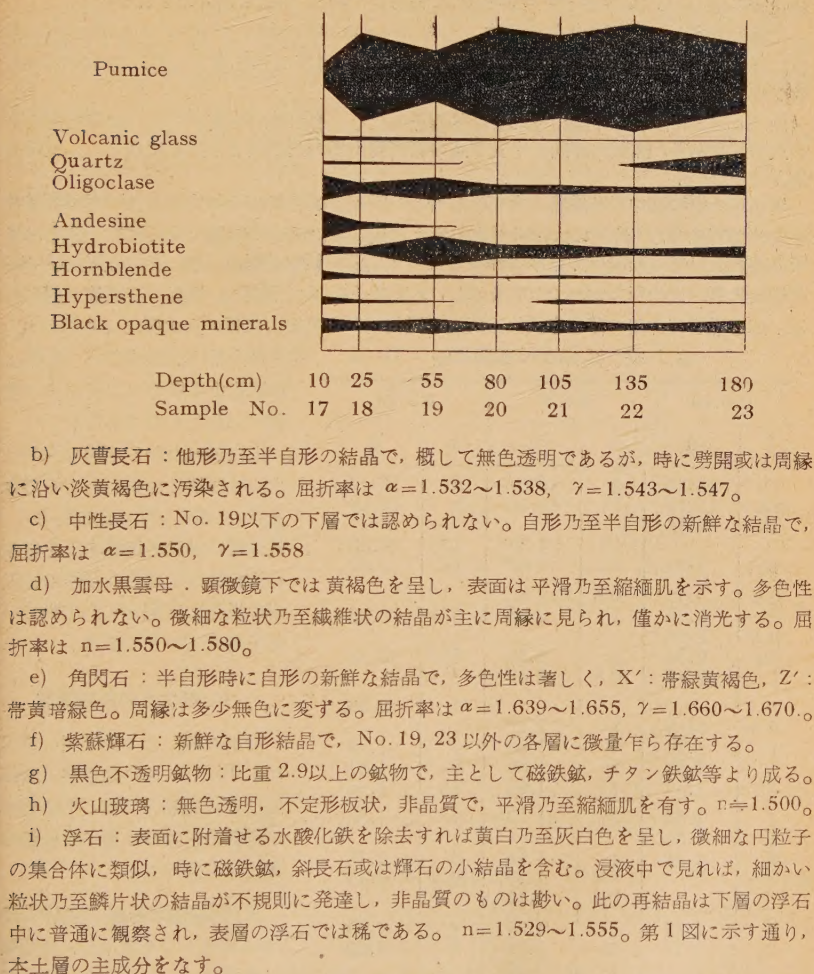 Pumice
Volcanic glass
Quartz
Oligoclase
Andesine
Hydrobiotite
Hornblende
Hypersthene
Black opaque minerals
Depth(cm) 10 25 55 80 105 135 180
Sample No. 17 18 19 20 21 22 23
b) 灰曹長石：他形乃至半自形の結晶で，概して無色透明であるが，時に劈開或は周縁
に沿い淡黄褐色に汚染される。屈折率は α=1.532～1.538, γ=1.543～1.547。
c) 中性長石：No. 19以下の下層では認められない。自形乃至半自形の新鮮な結晶で，
屈折率は α=1.550, γ=1.558
d) 加水黒雲母．顕微鏡下では黄褐色を呈し，表面は平滑乃至縮緬肌を示す。多色性
は認められない。微細な粒状乃至繊維状の結晶が主に周縁に見られ，僅かに消光する。屈
折率は n=1.550～1.580。
e) 角閃石：半自形時に自形の新鮮な結晶で，多色性は著しく，X′：帯緑黄褐色，Z′：
帯黄暗緑色。周縁は多少無色に変ずる。屈折率は α=1.639～1.655, γ=1.660～1.670.。
f) 紫蘇輝石：新鮮な自形結晶で，No. 19, 23 以外の各層に微量乍ら存在する。
g) 黒色不透明鉱物：比重 2.9以上の鉱物で，主として磁鉄鉱，チタン鉄鉱等より成る。
h) 火山玻璃：無色透明，不定形板状，非晶質で，平滑乃至縮緬肌を有す。n≒1.500。
i) 浮石：表面に附着せる水酸化鉄を除去すれば黄白乃至灰白色を呈し，微細な円粒子
の集合体に類似，時に磁鉄鉱，斜長石或は輝石の小結晶を含む。浸液中で見れば，細かい
粒状乃至鱗片状の結晶が不規則に発達し，非晶質のものは尠い。此の再結晶は下層の浮石
中に普通に観察され，表層の浮石では稀である。 n=1.529～1.555。第1図に示す通り，
本土層の主成分をなす。